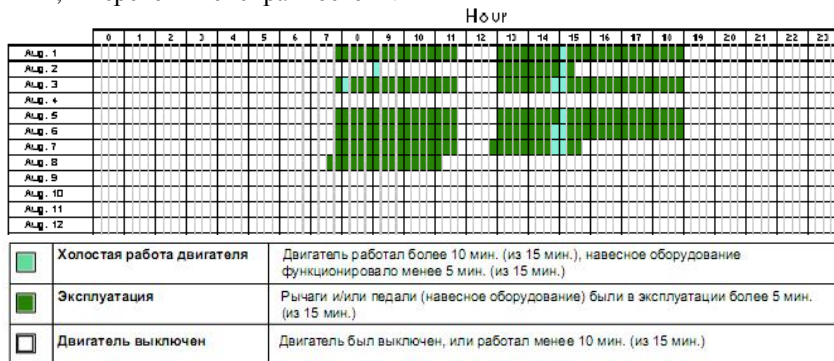 Hour
0 1 2 3 4 5 6 7 8 9 10 11 12 13 14 15 16 17 18 19 20 21 22 23
Aug. 1
Aug. 2
Aug. 3
Aug. 4
Aug. 5
Aug. 6
Aug. 7
Aug. 8
Aug. 9
Aug. 10
Aug. 11
Aug. 12
Холостая работа двигателя
Двигатель работал более 10 мин. (из 15 мин.), навесное оборудование
функционировало менее 5 мин. (из 15 мин.)
Эксплуатация
Рычаги и/или педали (навесное оборудование) были в эксплуатации более 5 мин.
(из 15 мин.)
Двигатель выключен
Двигатель был выключен, или работал менее 10 мин. (из 15 мин.)